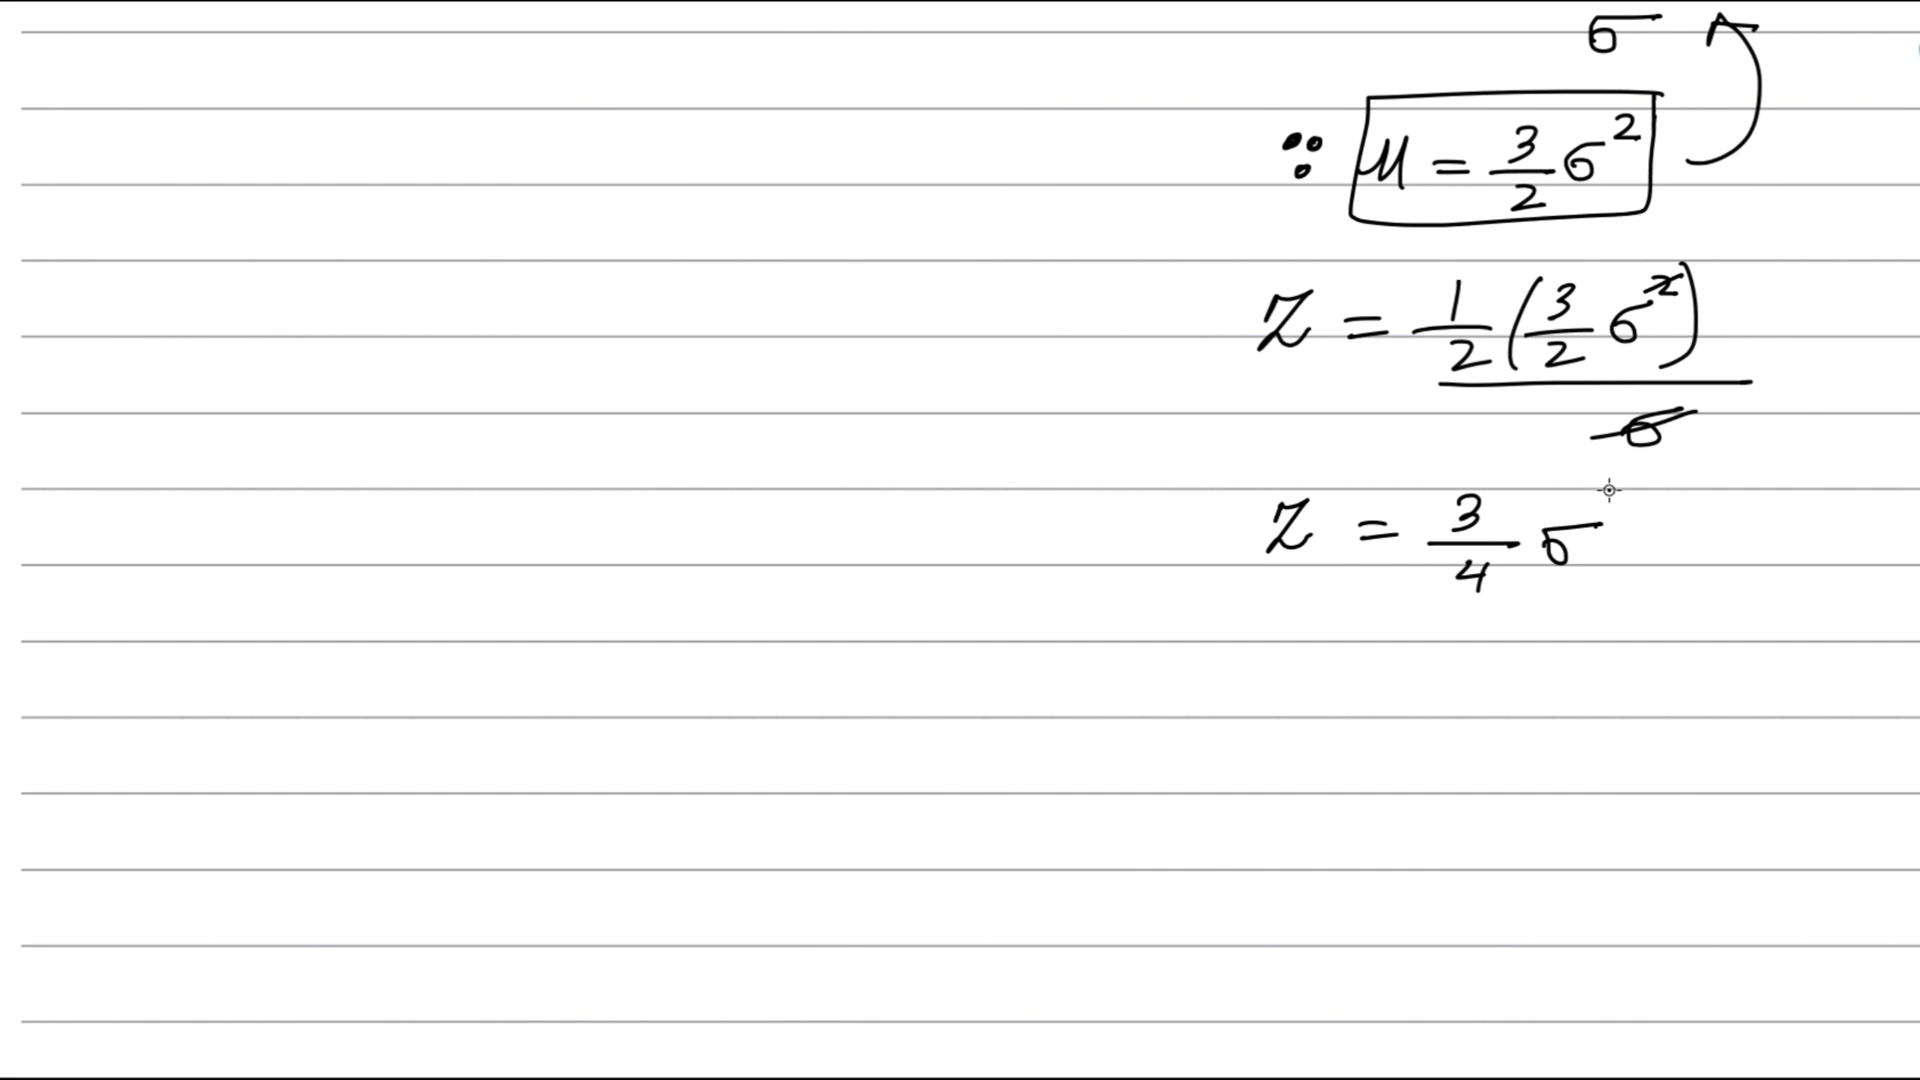 σ
∵ μ = 3/2 σ²
Z = 1/2 (3/2 σ²) / σ
Z = 3/4 σ